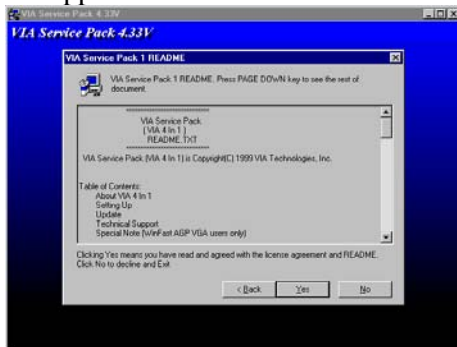 VIA Service Pack 4.33V
VIA Service Pack 4.33V
VIA Service Pack 1 README
VIA Service Pack 1 README. Press PAGE DOWN key to see the rest of
document.
====================
VIA Service Pack
( VIA 4 In 1 )
README.TXT
====================
VIA Service Pack (VIA 4 In 1) is Copyright(C) 1999 VIA Technologies, Inc.
Table of Contents:
About VIA 4 in 1
Setting Up
Update
Technical Support
Special Note (WinFast AGP VGA users only)
Clicking Yes means you have read and agreed with the license agreement and README.
Click No to decline and Exit
< Back
Yes
No